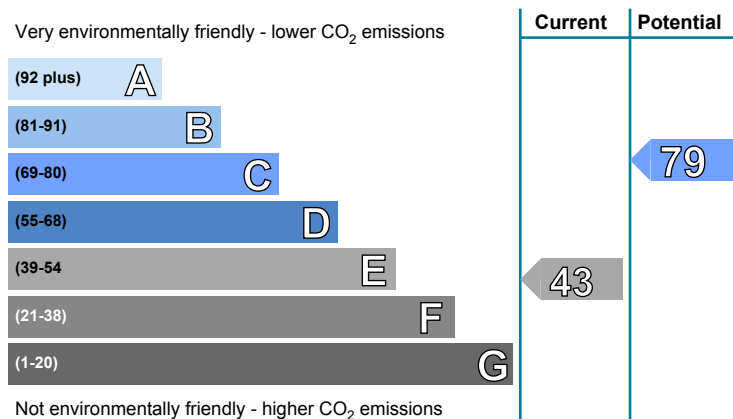 Current Potential
Very environmentally friendly - lower CO₂ emissions
(92 plus) A
(81-91) B
(69-80) C
79
(55-68) D
(39-54 E
43
(21-38) F
(1-20) G
Not environmentally friendly - higher CO₂ emissions